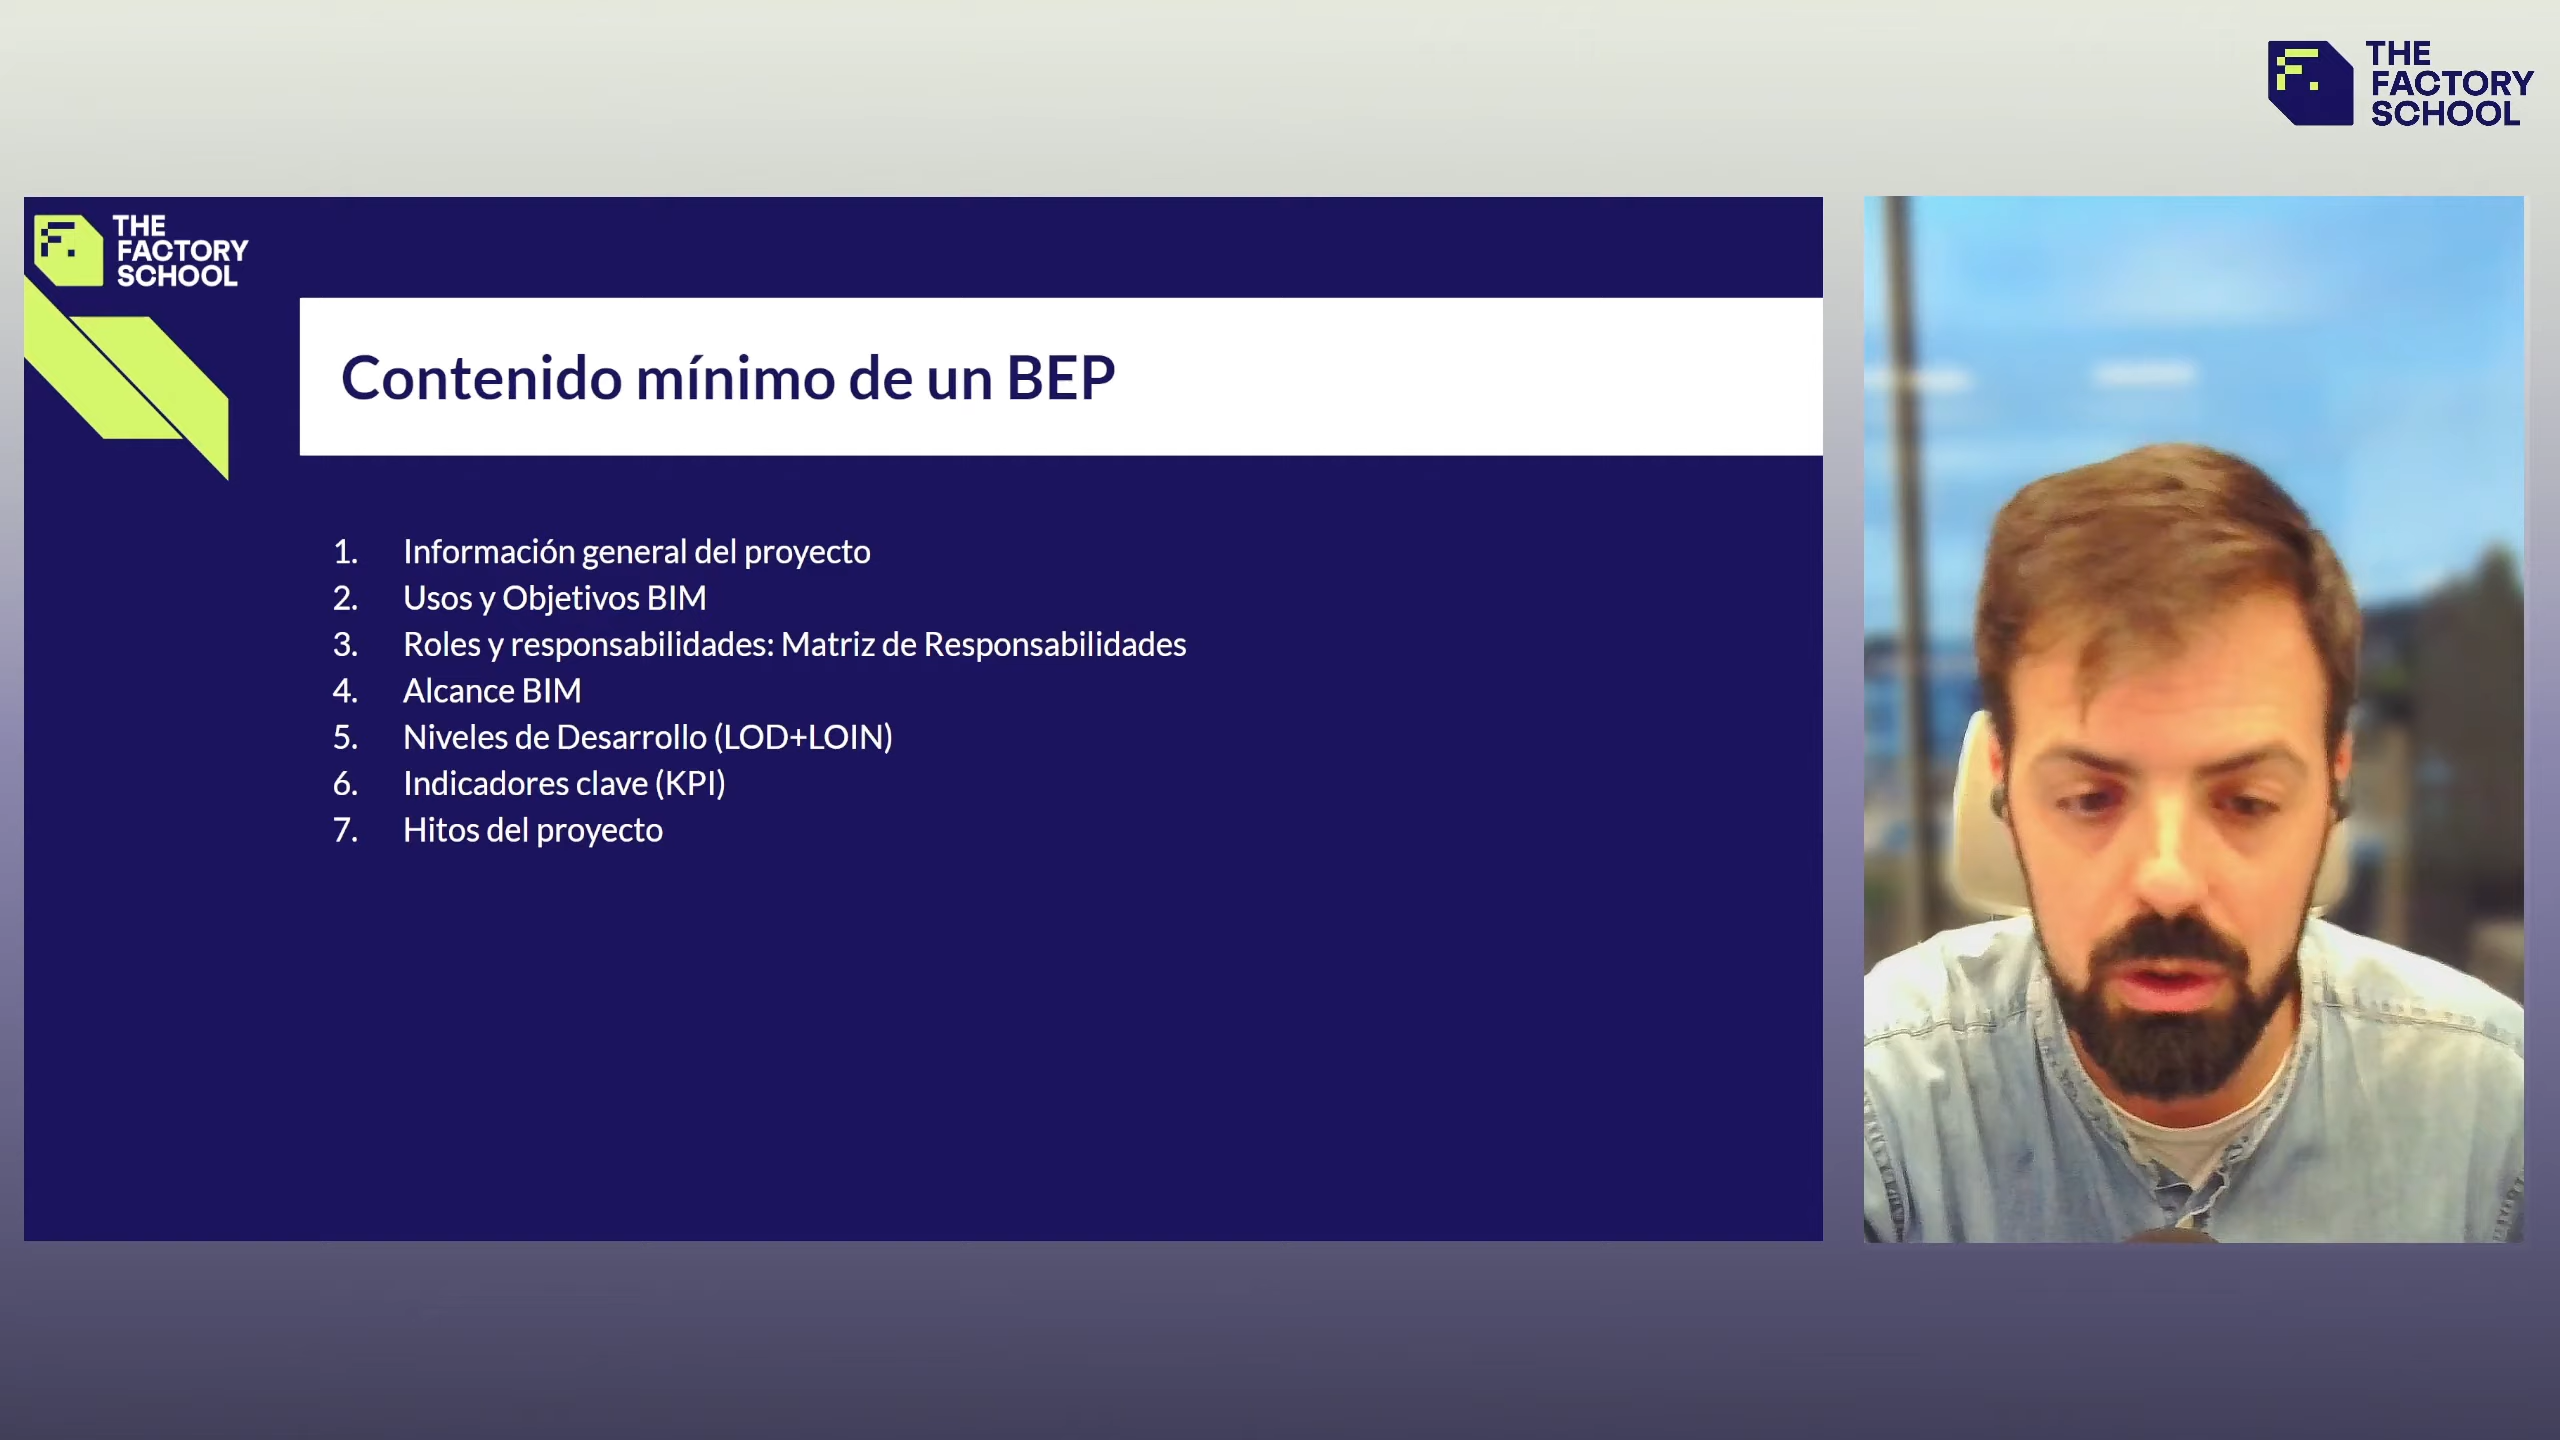 THE
FACTORY
SCHOOL
THE
FACTORY
SCHOOL
Contenido mínimo de un BEP
1. Información general del proyecto
2. Usos y Objetivos BIM
3. Roles y responsabilidades: Matriz de Responsabilidades
4. Alcance BIM
5. Niveles de Desarrollo (LOD+LOIN)
6. Indicadores clave (KPI)
7. Hitos del proyecto